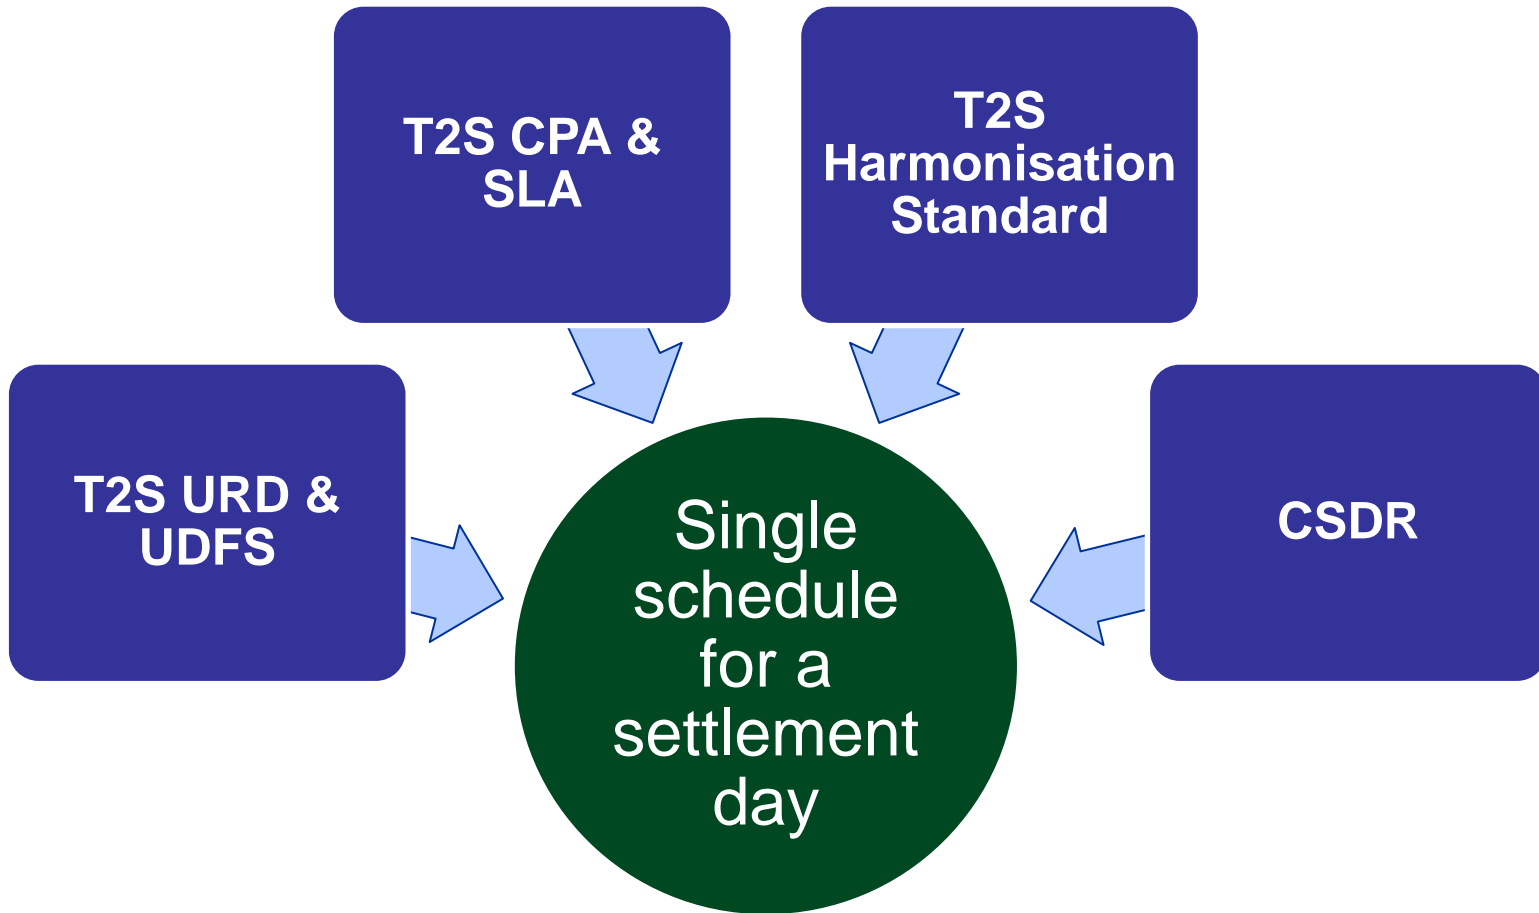 T2S CPA &
SLA
T2S
Harmonisation
Standard
T2S URD &
UDFS
CSDR
Single
schedule
for a
settlement
day